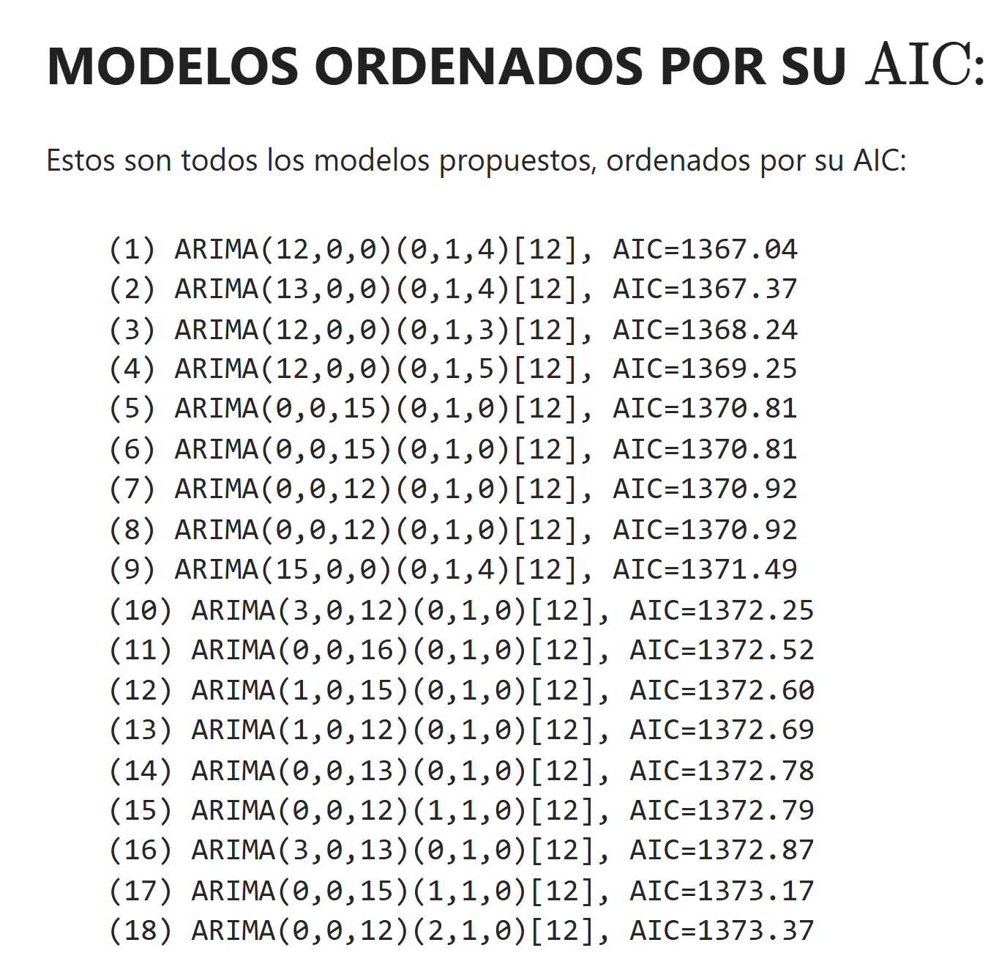 MODELOS ORDENADOS POR SU AIC:
Estos son todos los modelos propuestos, ordenados por su AIC:
(1) ARIMA(12,0,0)(0,1,4)[12], AIC=1367.04
(2) ARIMA(13,0,0)(0,1,4)[12], AIC=1367.37
(3) ARIMA(12,0,0)(0,1,3)[12], AIC=1368.24
(4) ARIMA(12,0,0)(0,1,5)[12], AIC=1369.25
(5) ARIMA(0,0,15)(0,1,0)[12], AIC=1370.81
(6) ARIMA(0,0,15)(0,1,0)[12], AIC=1370.81
(7) ARIMA(0,0,12)(0,1,0)[12], AIC=1370.92
(8) ARIMA(0,0,12)(0,1,0)[12], AIC=1370.92
(9) ARIMA(15,0,0)(0,1,4)[12], AIC=1371.49
(10) ARIMA(3,0,12)(0,1,0)[12], AIC=1372.25
(11) ARIMA(0,0,16)(0,1,0)[12], AIC=1372.52
(12) ARIMA(1,0,15)(0,1,0)[12], AIC=1372.60
(13) ARIMA(1,0,12)(0,1,0)[12], AIC=1372.69
(14) ARIMA(0,0,13)(0,1,0)[12], AIC=1372.78
(15) ARIMA(0,0,12)(1,1,0)[12], AIC=1372.79
(16) ARIMA(3,0,13)(0,1,0)[12], AIC=1372.87
(17) ARIMA(0,0,15)(1,1,0)[12], AIC=1373.17
(18) ARIMA(0,0,12)(2,1,0)[12], AIC=1373.37